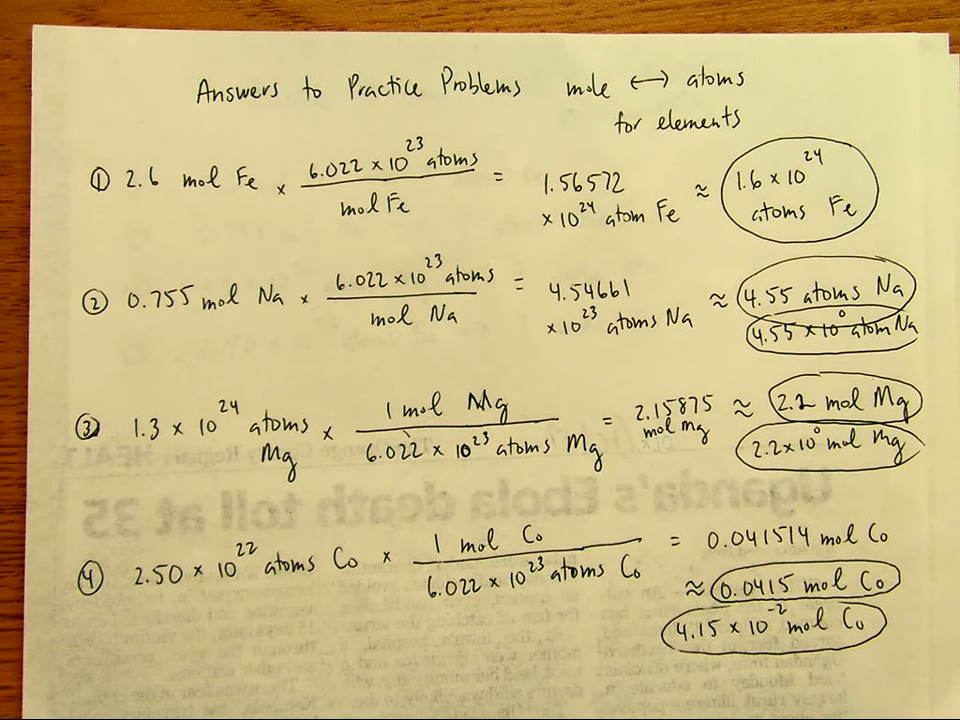 Answers to Practice Problems mole ↔ atoms
for elements
① 2.6 mol Fe × 6.022 × 10^23 atoms / mol Fe = 1.56572 × 10^24 atom Fe ≈ 1.6 × 10^24 atoms Fe
② 0.755 mol Na × 6.022 × 10^23 atoms / mol Na = 4.54661 × 10^23 atoms Na ≈ 4.55 atoms Na
4.55 × 10^0 atom Na
③ 1.3 × 10^24 atoms Mg × 1 mol Mg / 6.022 × 10^23 atoms Mg = 2.15875 mol mg ≈ 2.2 mol Mg
2.2 × 10^0 mol Mg
④ 2.50 × 10^22 atoms Co × 1 mol Co / 6.022 × 10^23 atoms Co = 0.041514 mol Co
≈ 0.0415 mol Co
4.15 × 10^-2 mol Co
HEALT
Uganda's Ebola death toll at 35